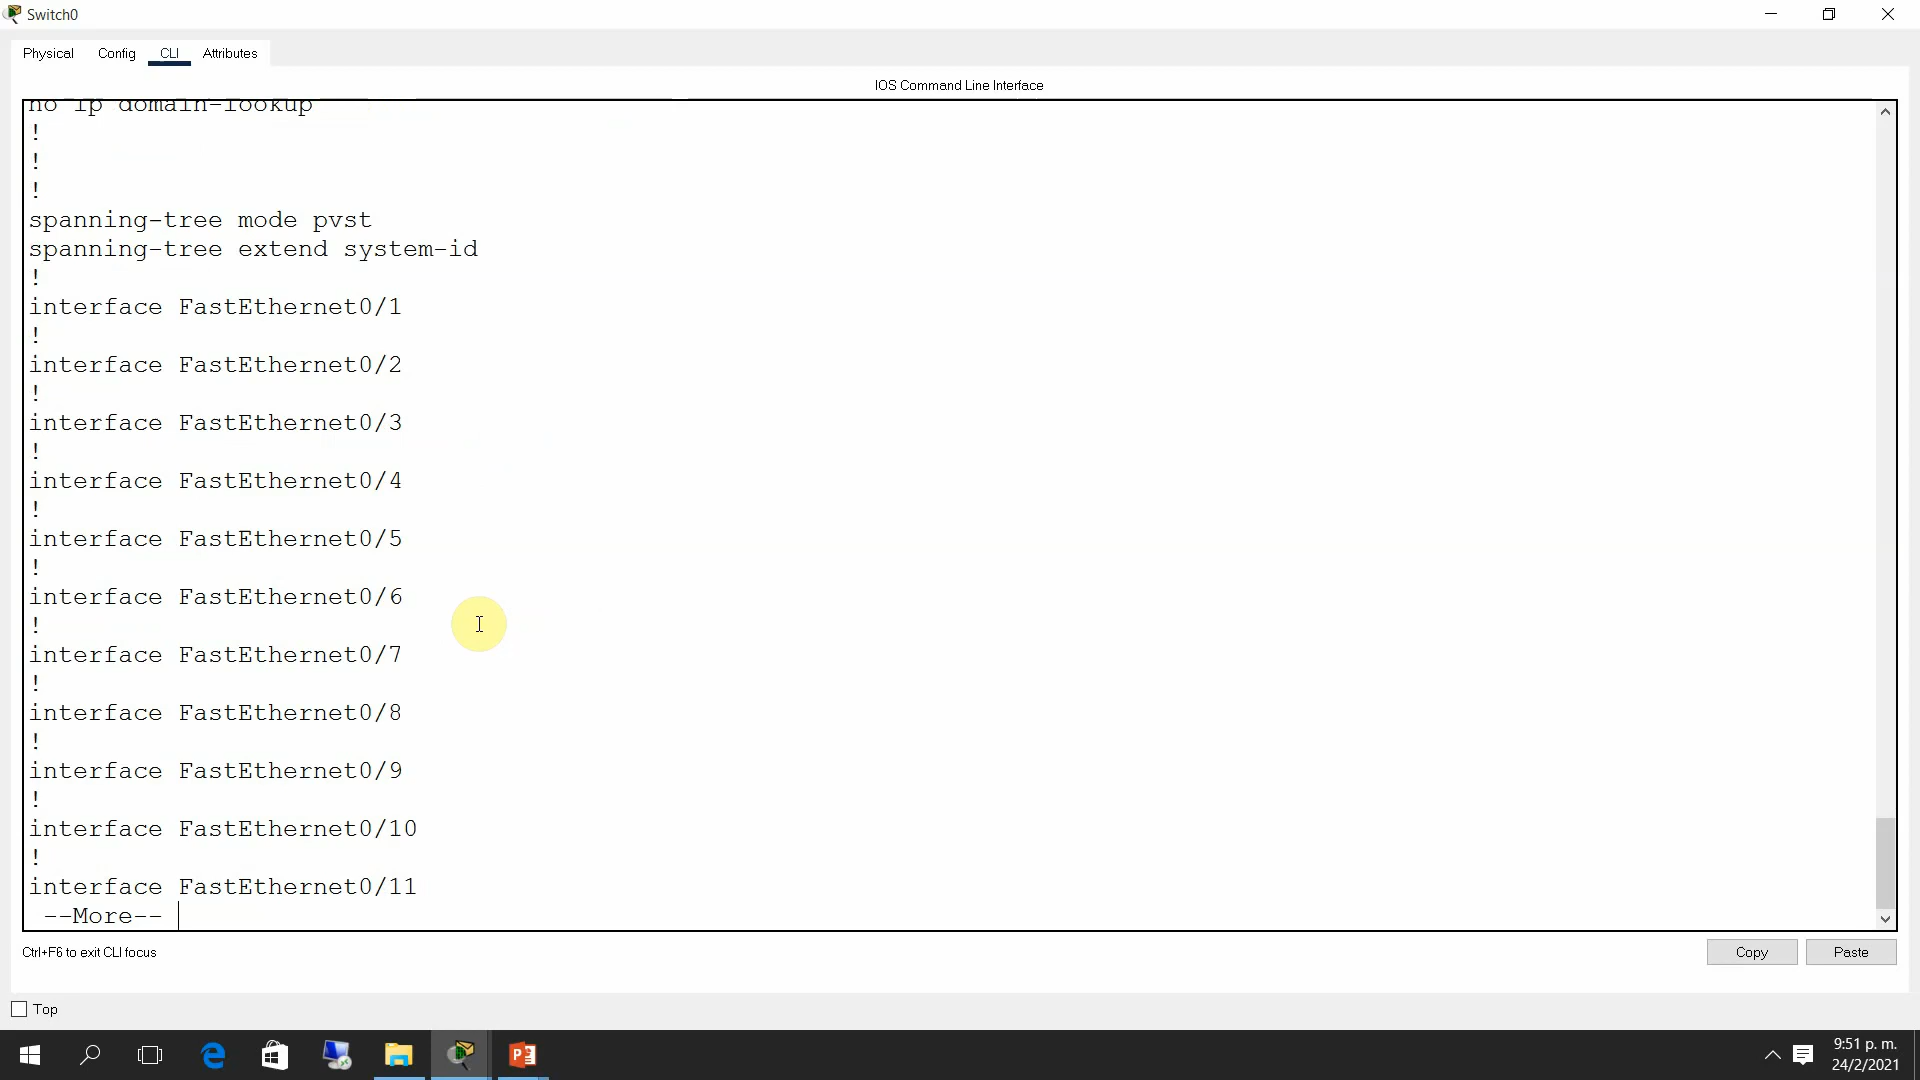 Switch0
Physical Config CLI Attributes
IOS Command Line Interface
no ip domain-lookup
!
!
!
spanning-tree mode pvst
spanning-tree extend system-id
!
interface FastEthernet0/1
!
interface FastEthernet0/2
!
interface FastEthernet0/3
!
interface FastEthernet0/4
!
interface FastEthernet0/5
!
interface FastEthernet0/6
!
interface FastEthernet0/7
!
interface FastEthernet0/8
!
interface FastEthernet0/9
!
interface FastEthernet0/10
!
interface FastEthernet0/11
--More--
Ctrl+F6 to exit CLI focus
Copy Paste
Top
9:51 p. m.
24/2/2021